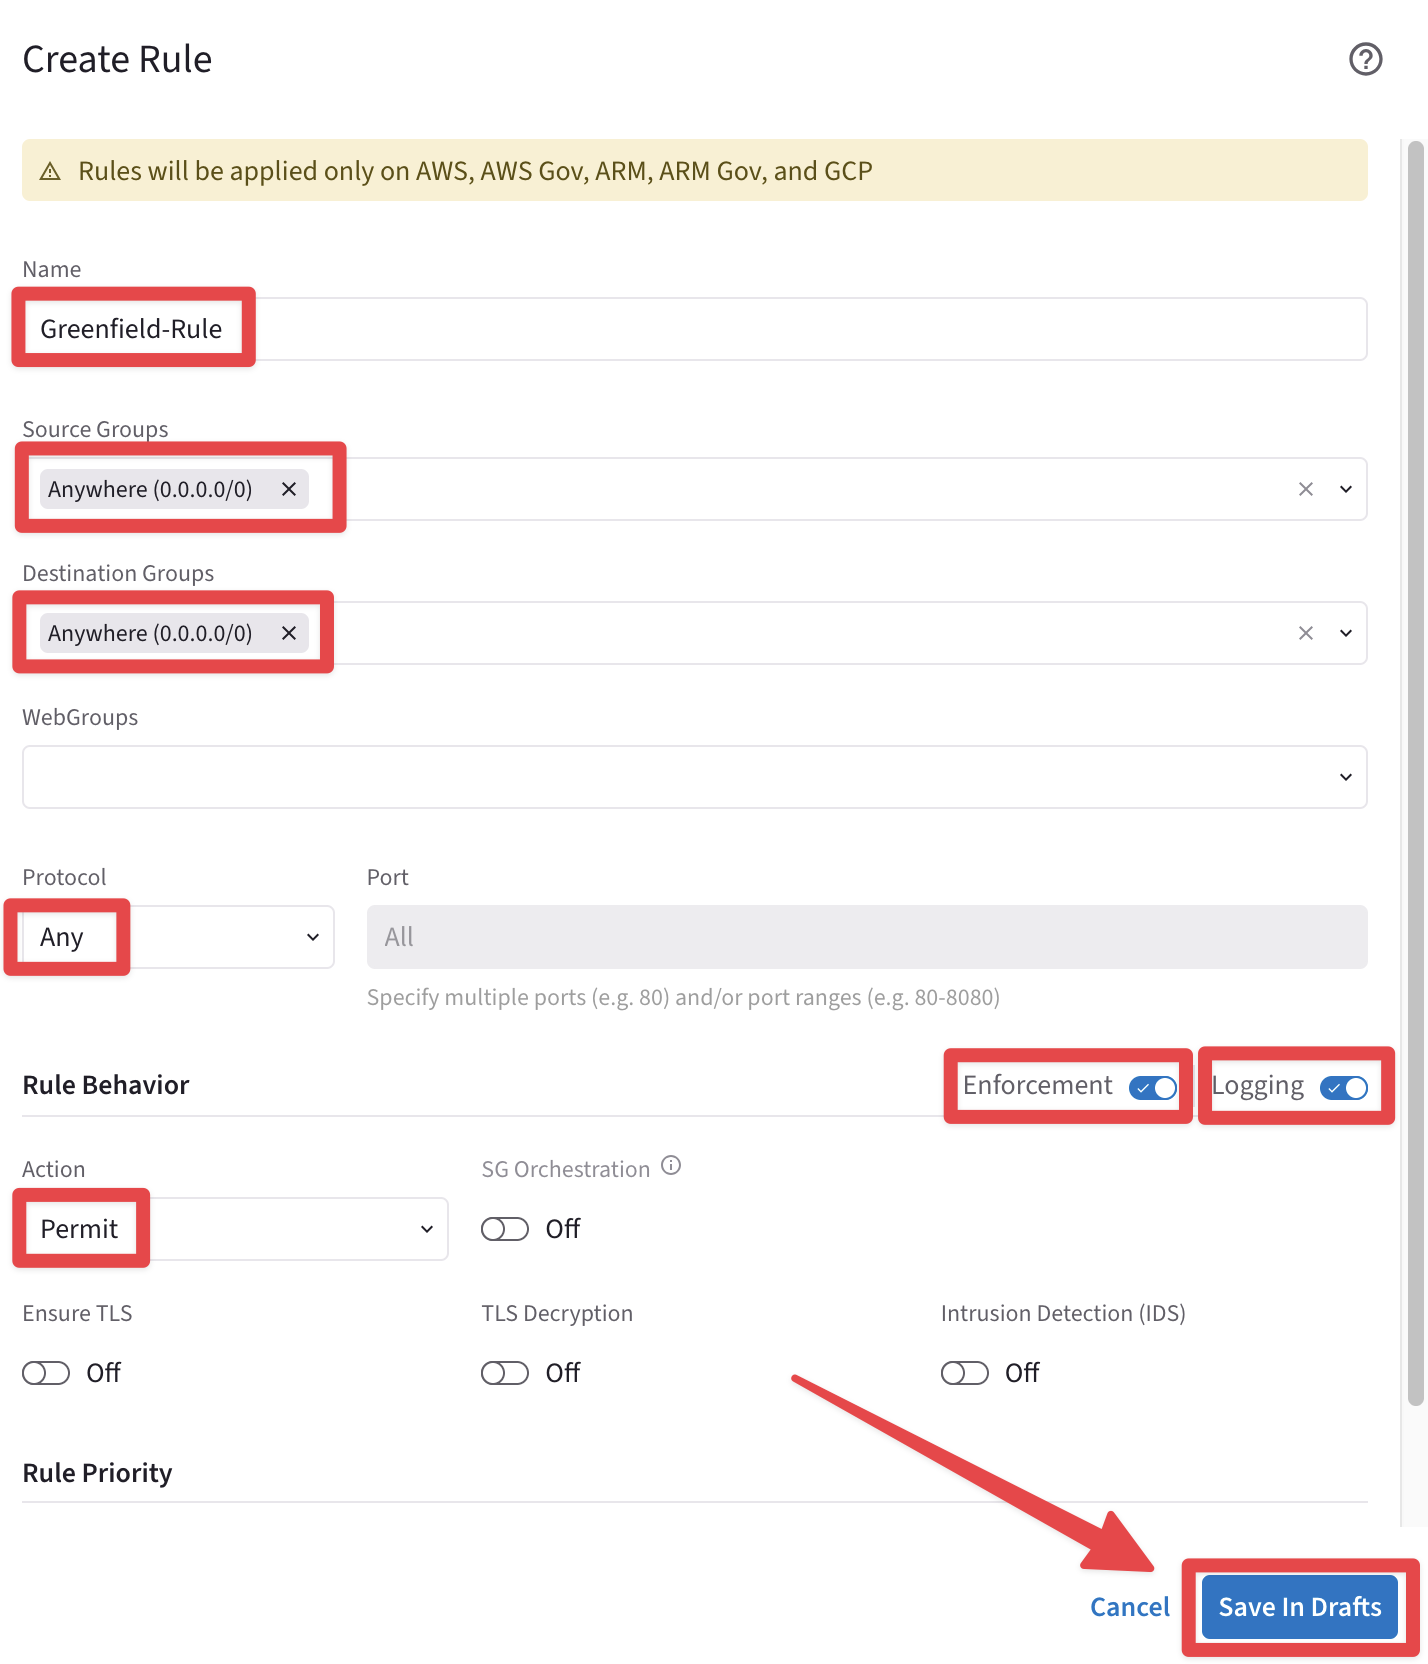 Create Rule
Rules will be applied only on AWS, AWS Gov, ARM, ARM Gov, and GCP
Name
Greenfield-Rule
Source Groups
Anywhere (0.0.0.0/0)
Destination Groups
Anywhere (0.0.0.0/0)
WebGroups
Protocol
Port
Any
All
Specify multiple ports (e.g. 80) and/or port ranges (e.g. 80-8080)
Rule Behavior
Enforcement
Logging
Action
SG Orchestration
Permit
Off
Ensure TLS
TLS Decryption
Intrusion Detection (IDS)
Off
Off
Off
Rule Priority
Cancel
Save In Drafts